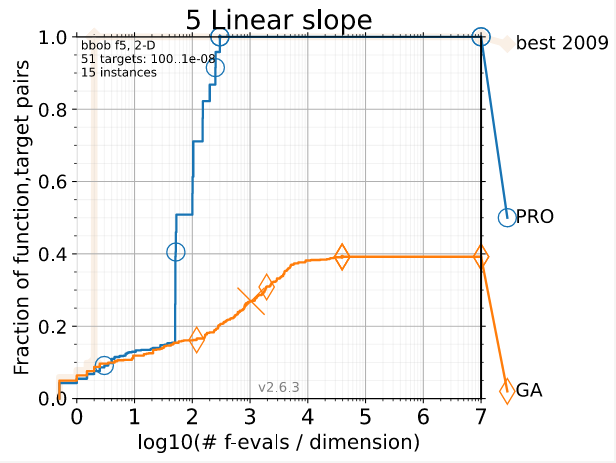 5 Linear slope
bbob f5, 2-D
51 targets: 100..1e-08
15 instances
best 2009
PRO
GA
v2.6.3
Fraction of function,target pairs
1.0
0.8
0.6
0.4
0.2
0.0
0 1 2 3 4 5 6 7
log10(# f-evals / dimension)